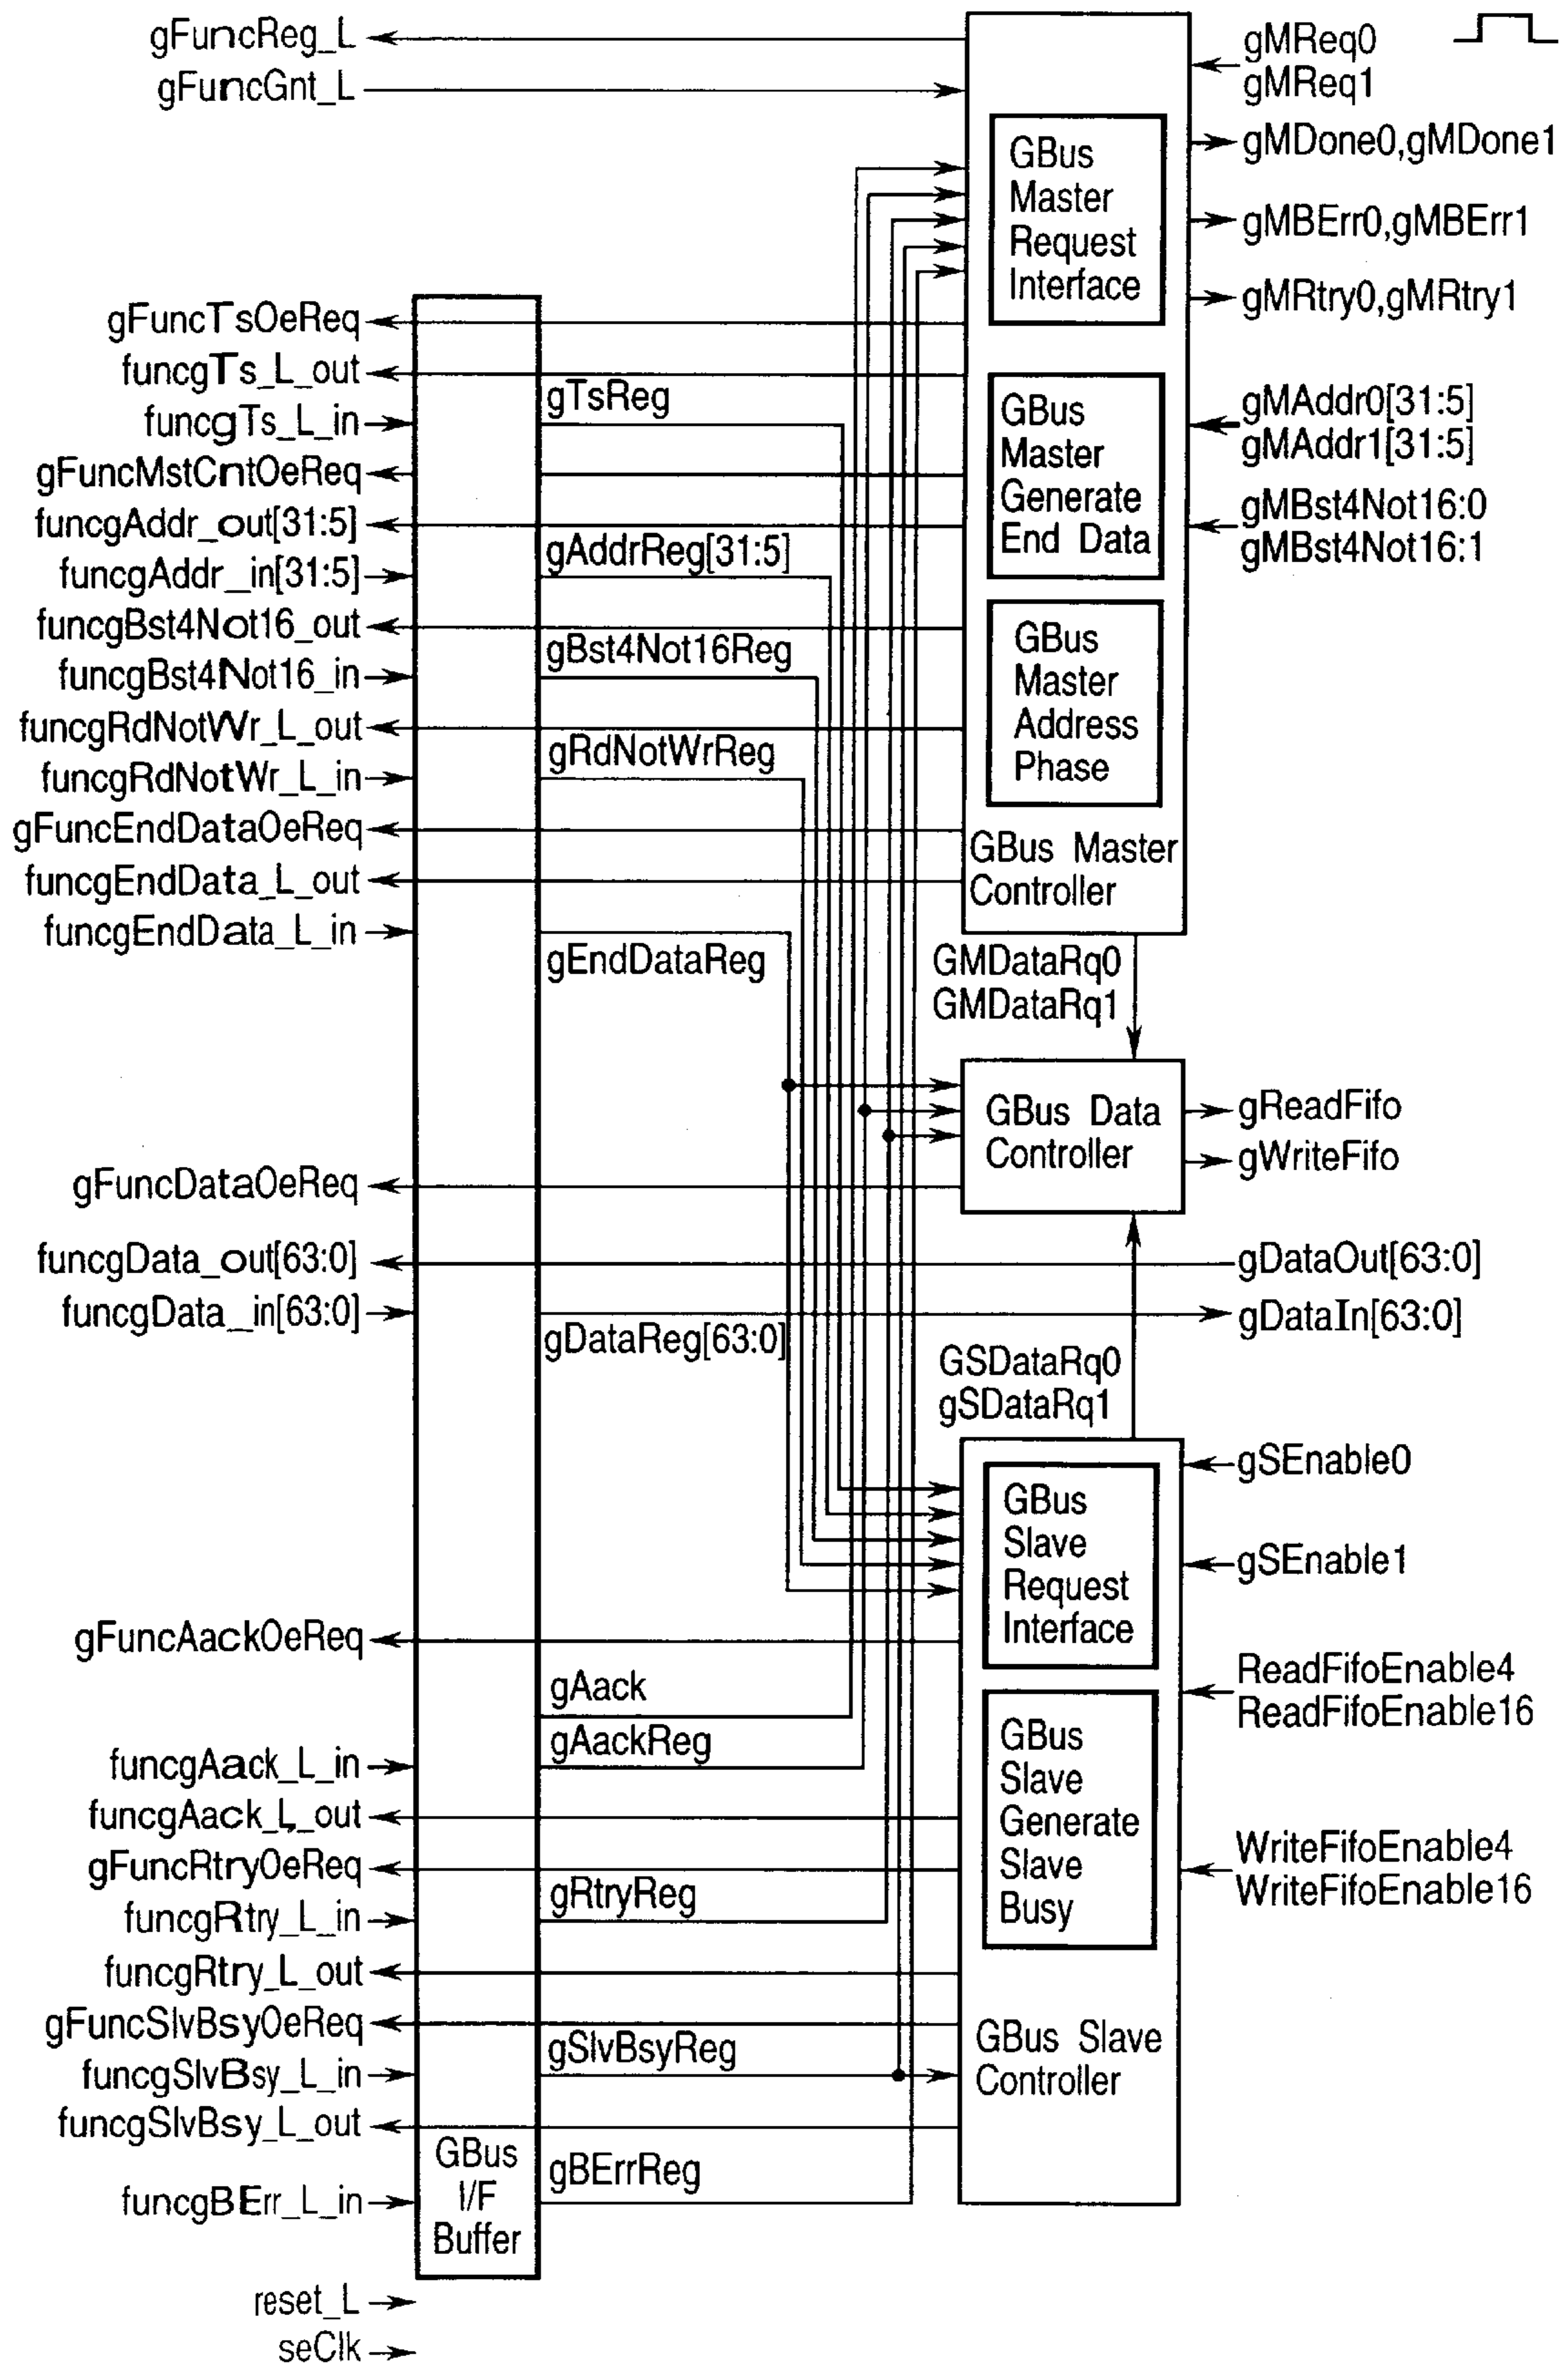 gFuncReg_L
gFuncGnt_L
gFuncTsOeReq
funcgTs_L_out
funcgTs_L_in
gFuncMstCntOeReq
funcgAddr_out[31:5]
funcgAddr_in[31:5]
funcgBst4Not16_out
funcgBst4Not16_in
funcgRdNotWr_L_out
funcgRdNotWr_L_in
gFuncEndDataOeReq
funcgEndData_L_out
funcgEndData_L_in
gFuncDataOeReq
funcgData_out[63:0]
funcgData_in[63:0]
gFuncAackOeReq
funcgAack_L_in
funcgAack_L_out
gFuncRtryOeReq
funcgRtry_L_in
funcgRtry_L_out
gFuncSlvBsyOeReq
funcgSlvBsy_L_in
funcgSlvBsy_L_out
funcgBErr_L_in
reset_L
seClk
GBus
I/F
Buffer
gTsReg
gAddrReg[31:5]
gBst4Not16Reg
gRdNotWrReg
gEndDataReg
gDataReg[63:0]
gAack
gAackReg
gRtryReg
gSlvBsyReg
gBErrReg
GBus
Master
Request
Interface
GBus
Master
Generate
End Data
GBus
Master
Address
Phase
GBus Master
Controller
GMDataRq0
GMDataRq1
GBus Data
Controller
GSDataRq0
gSDataRq1
GBus
Slave
Request
Interface
GBus
Slave
Generate
Slave
Busy
GBus Slave
Controller
gMReq0
gMReq1
gMDone0,gMDone1
gMBErr0,gMBErr1
gMRtry0,gMRtry1
gMAddr0[31:5]
gMAddr1[31:5]
gMBst4Not16:0
gMBst4Not16:1
gReadFifo
gWriteFifo
gDataOut[63:0]
gDataIn[63:0]
gSEnable0
gSEnable1
ReadFifoEnable4
ReadFifoEnable16
WriteFifoEnable4
WriteFifoEnable16